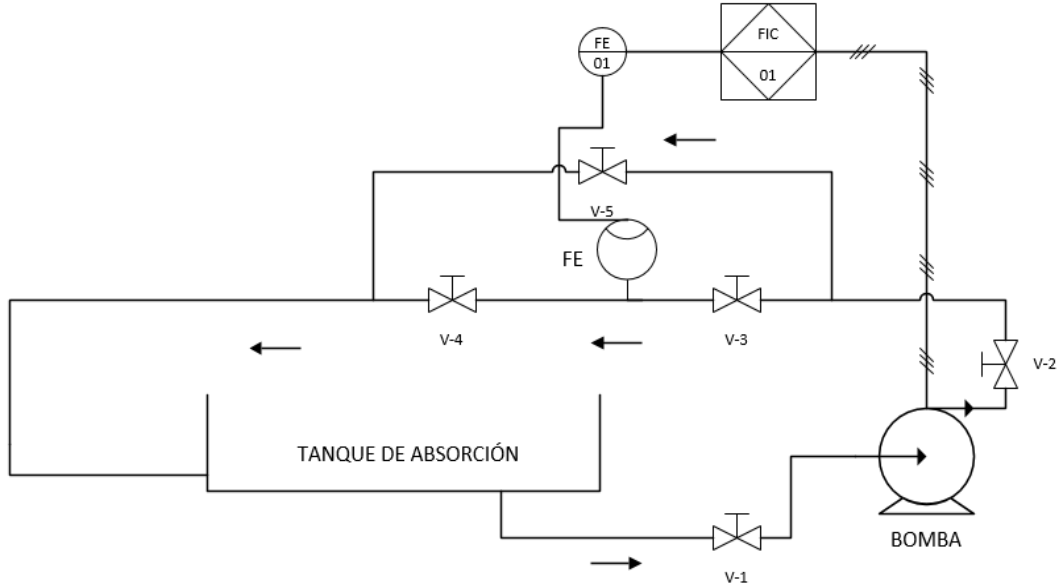 FE
01
FIC
01
V-5
FE
V-4
V-3
V-2
TANQUE DE ABSORCIÓN
BOMBA
V-1